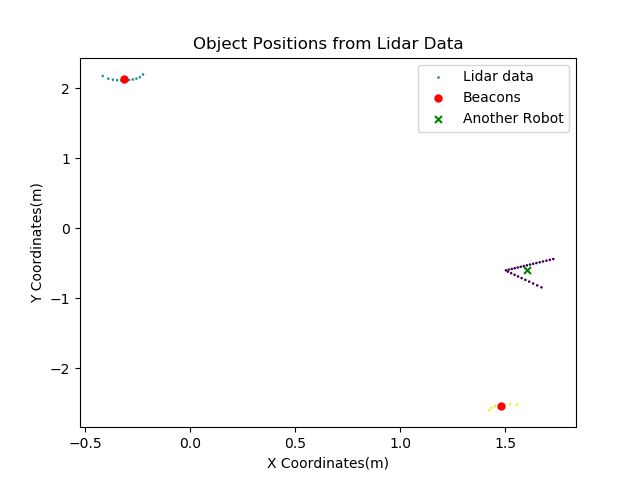 Object Positions from Lidar Data
Lidar data
Beacons
Another Robot
2
1
0
−1
−2
Y Coordinates(m)
−0.5
0.0
0.5
1.0
1.5
X Coordinates(m)